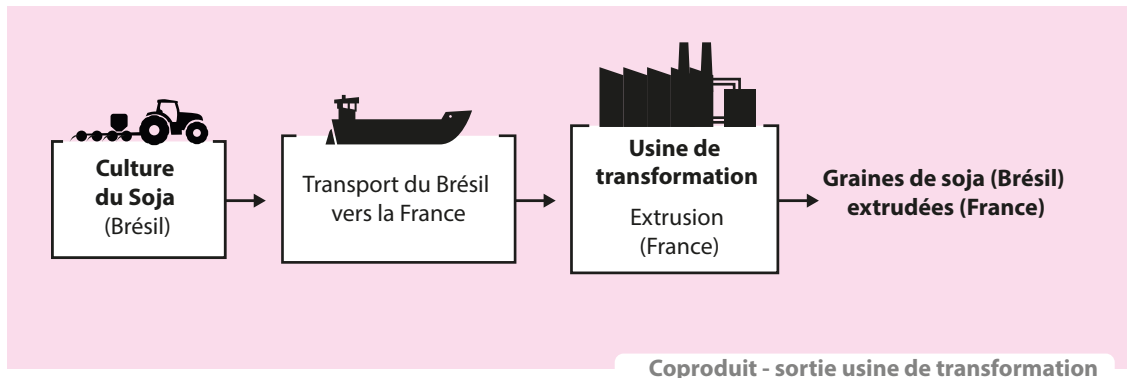 Culture
du Soja
(Brésil)
Transport du Brésil
vers la France
Usine de
transformation
Extrusion
(France)
Graines de soja (Brésil)
extrudées (France)
Coproduit - sortie usine de transformation